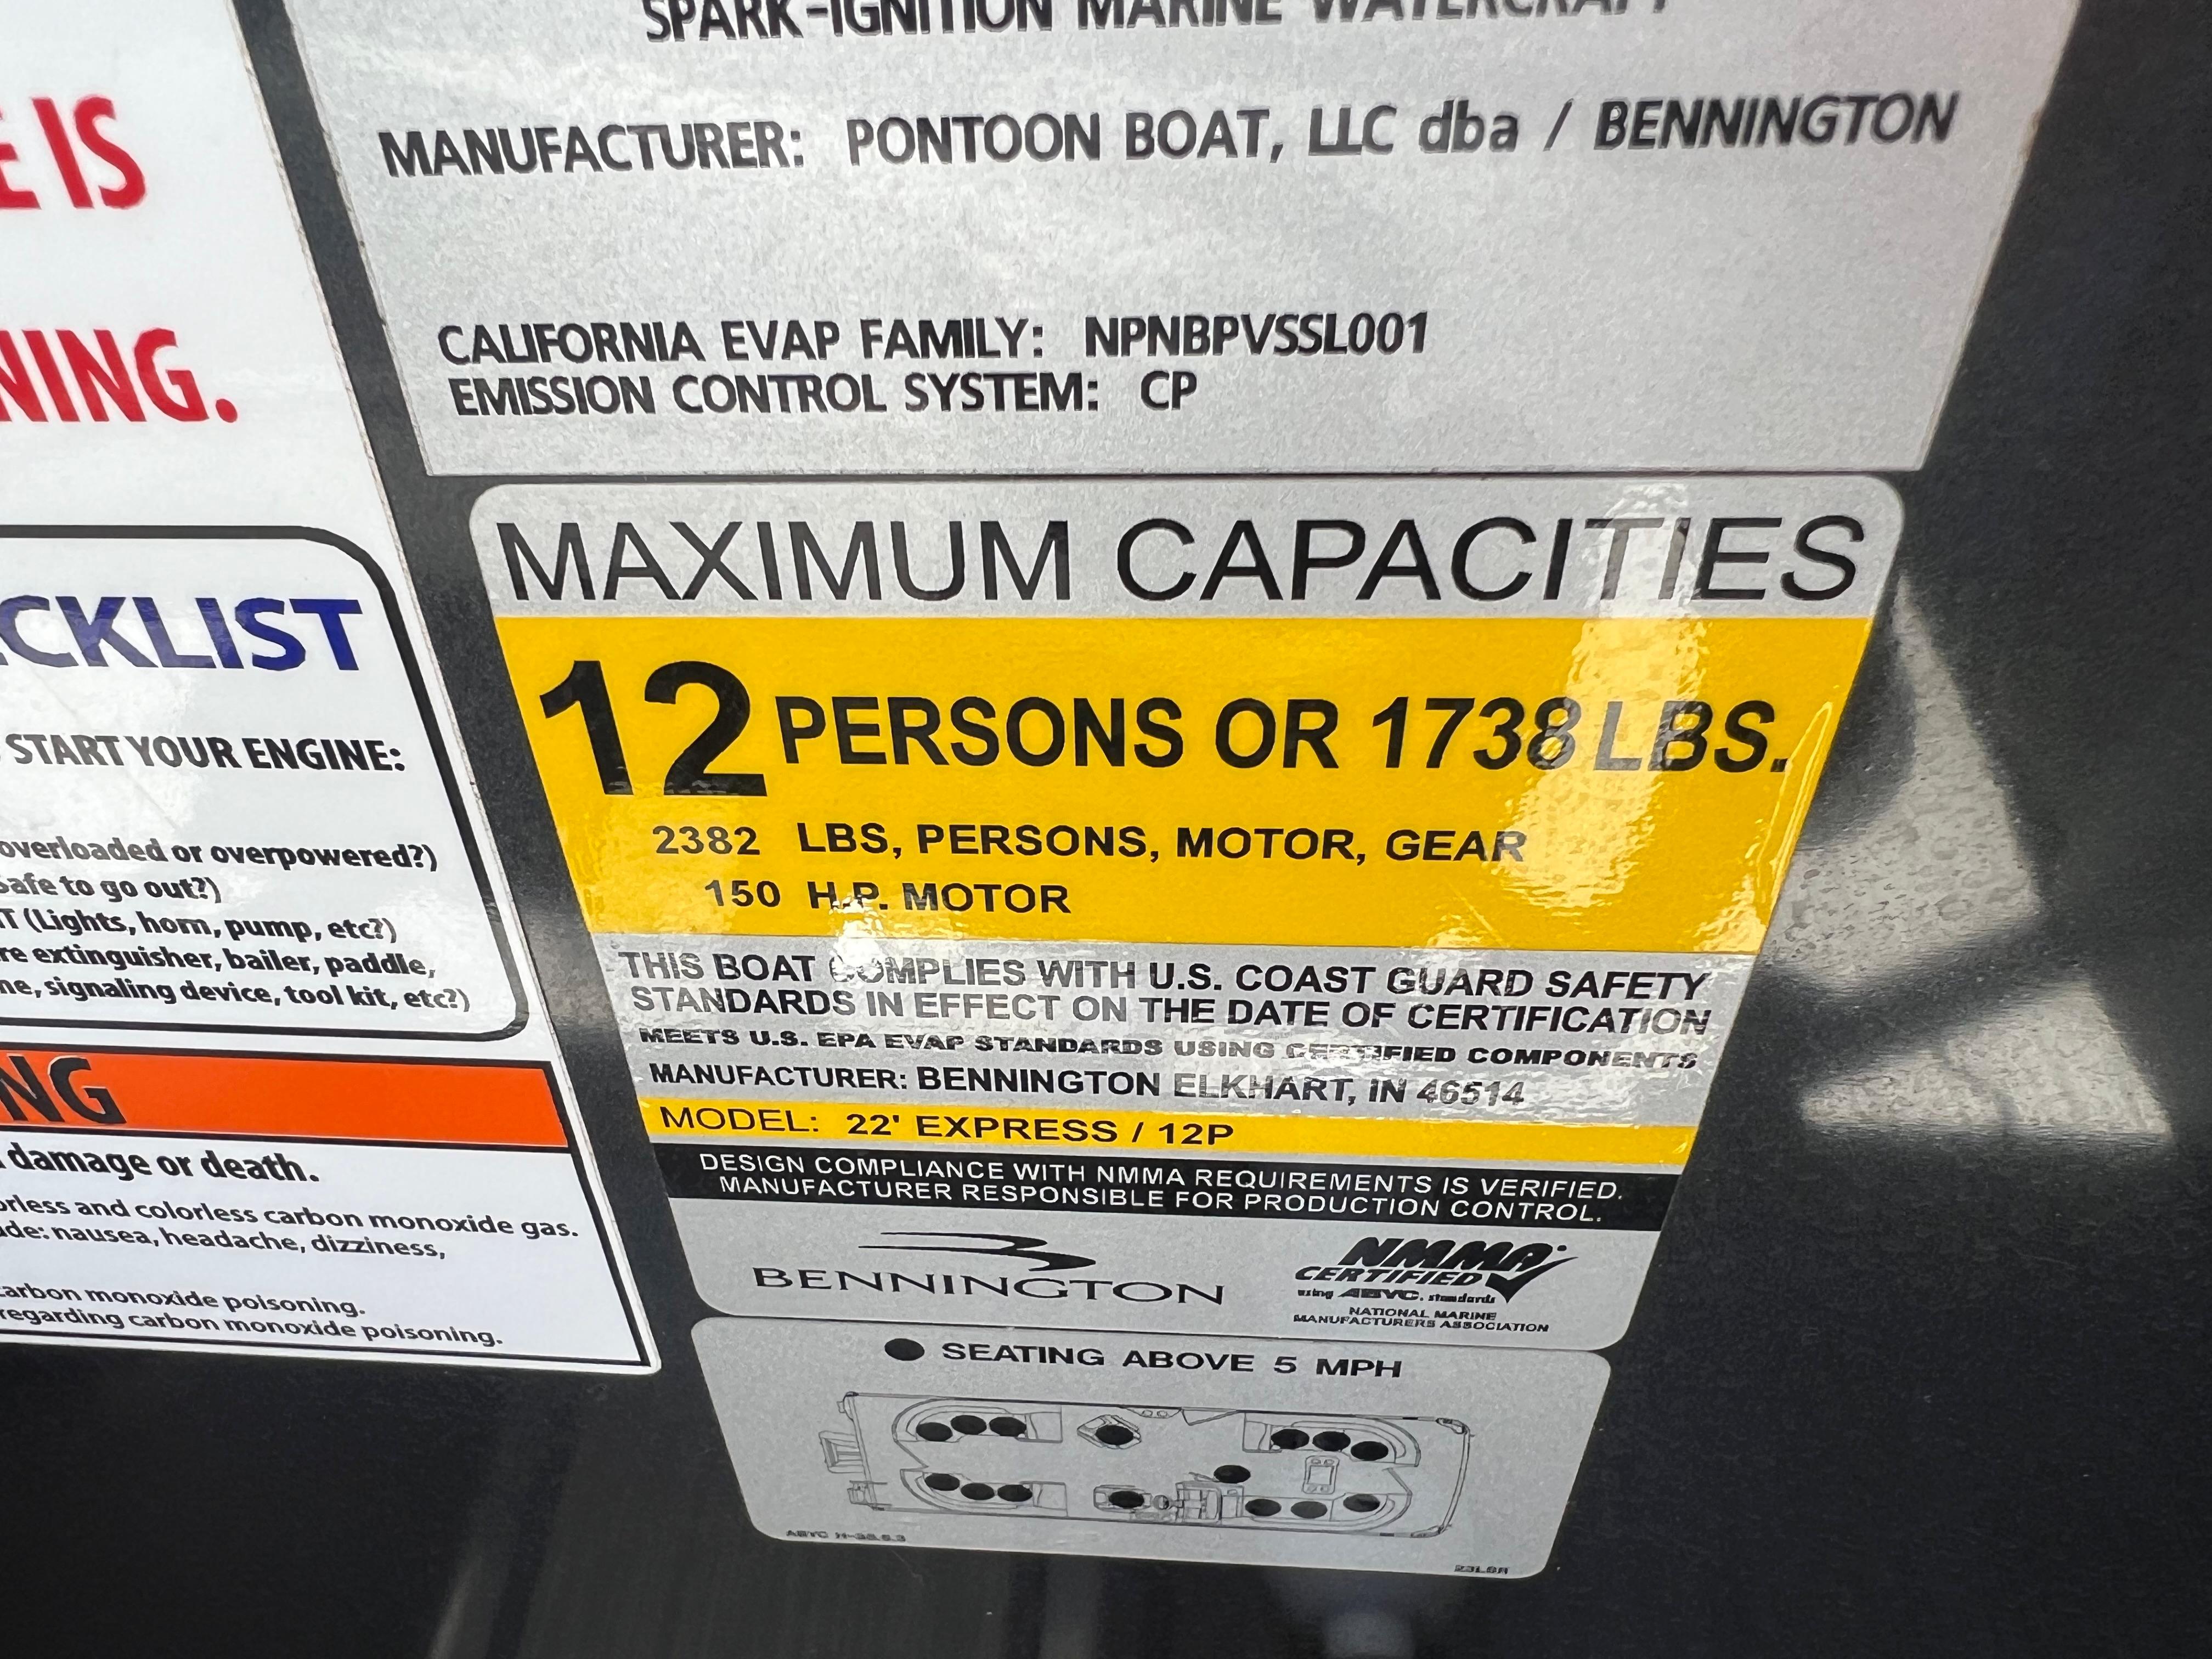 E IS
NING.
CKLIST
START YOUR ENGINE:
overloaded or overpowered?)
safe to go out?)
T (Lights, horn, pump, etc?)
re extinguisher, bailer, paddle,
ne, signaling device, tool kit, etc?)
NG
damage or death.
orless and colorless carbon monoxide gas.
ude: nausea, headache, dizziness,
carbon monoxide poisoning.
regarding carbon monoxide poisoning.
SPARK-IGNITION MARINE WATERCRAFT
MANUFACTURER: PONTOON BOAT, LLC dba / BENNINGTON
CALIFORNIA EVAP FAMILY: NPNBPVSSL001
EMISSION CONTROL SYSTEM: CP
MAXIMUM CAPACITIES
12 PERSONS OR 1738 LBS.
2382 LBS, PERSONS, MOTOR, GEAR
150 H.P. MOTOR
THIS BOAT COMPLIES WITH U.S. COAST GUARD SAFETY
STANDARDS IN EFFECT ON THE DATE OF CERTIFICATION
MEETS U.S. EPA EVAP STANDARDS USING CERTIFIED COMPONENTS
MANUFACTURER: BENNINGTON ELKHART, IN 46514
MODEL: 22' EXPRESS / 12P
DESIGN COMPLIANCE WITH NMMA REQUIREMENTS IS VERIFIED.
MANUFACTURER RESPONSIBLE FOR PRODUCTION CONTROL.
BENNINGTON
NMMA
CERTIFIED
using ABYC. standards
NATIONAL MARINE
MANUFACTURERS ASSOCIATION
SEATING ABOVE 5 MPH
ABYC